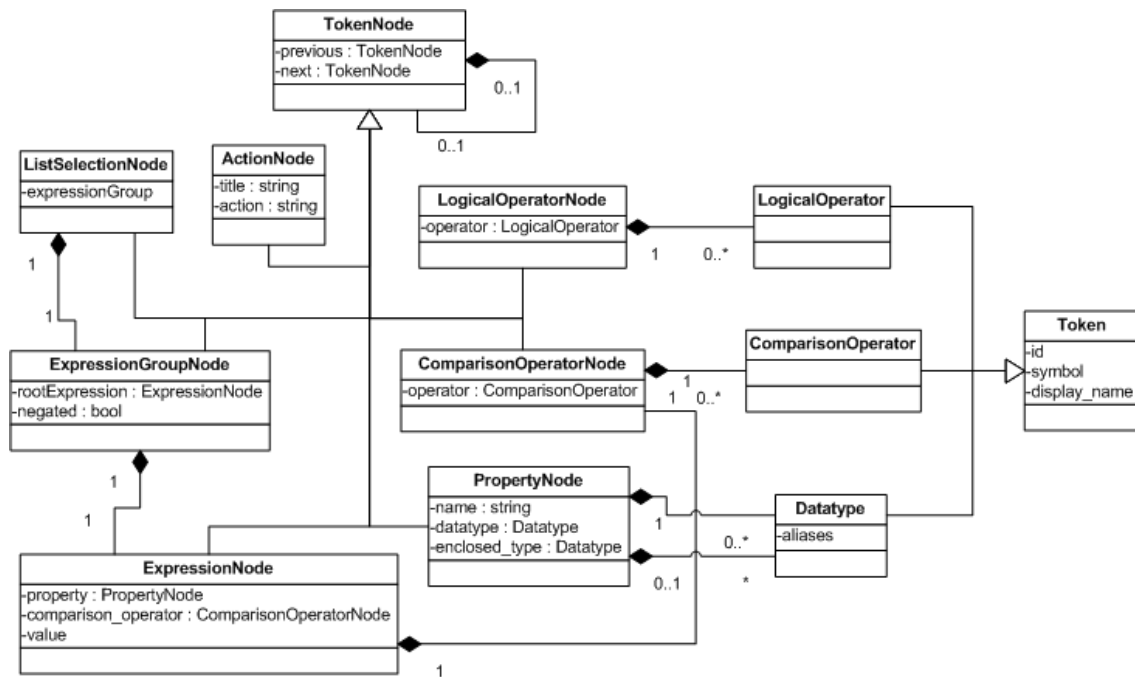 TokenNode
-previous : TokenNode
-next : TokenNode
0..1
0..1
ListSelectionNode
-expressionGroup
ActionNode
-title : string
-action : string
LogicalOperatorNode
-operator : LogicalOperator
LogicalOperator
1
0..*
1
1
ExpressionGroupNode
-rootExpression : ExpressionNode
-negated : bool
ComparisonOperatorNode
-operator : ComparisonOperator
ComparisonOperator
1
1
0..*
Token
-id
-symbol
-display_name
1
1
PropertyNode
-name : string
-datatype : Datatype
-enclosed_type : Datatype
1
0..*
0..1
*
Datatype
-aliases
ExpressionNode
-property : PropertyNode
-comparison_operator : ComparisonOperatorNode
-value
1